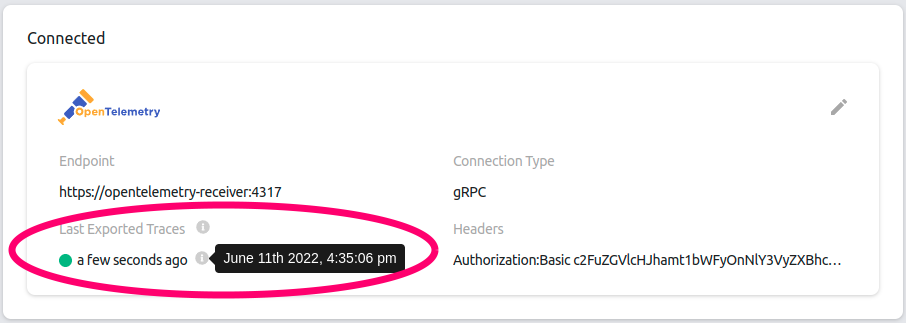 Connected
OpenTelemetry
Endpoint
https://opentelemetry-receiver:4317
Connection Type
gRPC
Last Exported Traces
a few seconds ago
June 11th 2022, 4:35:06 pm
Headers
Authorization:Basic c2FuZGVlcHJhamt1bWFyOnNlY3VyZXBhc…